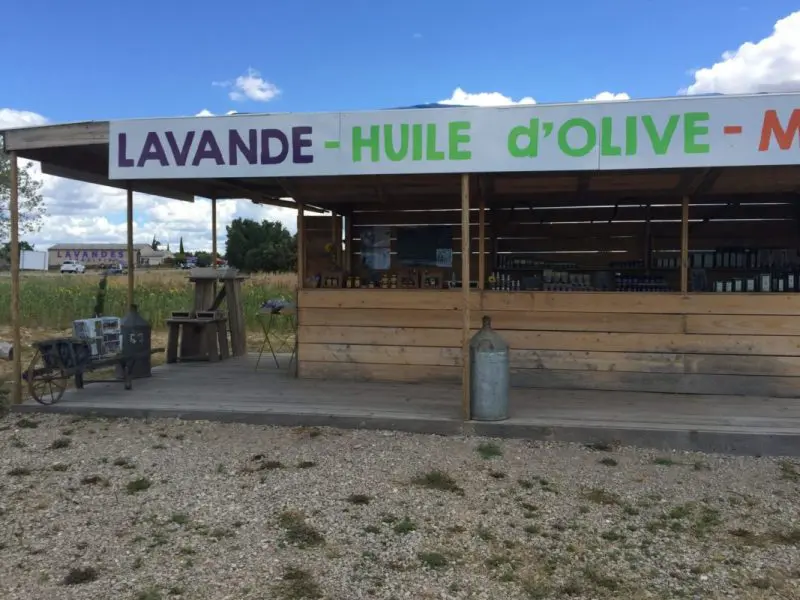 LAVANDE - HUILE d'OLIVE - M
LAVANDES